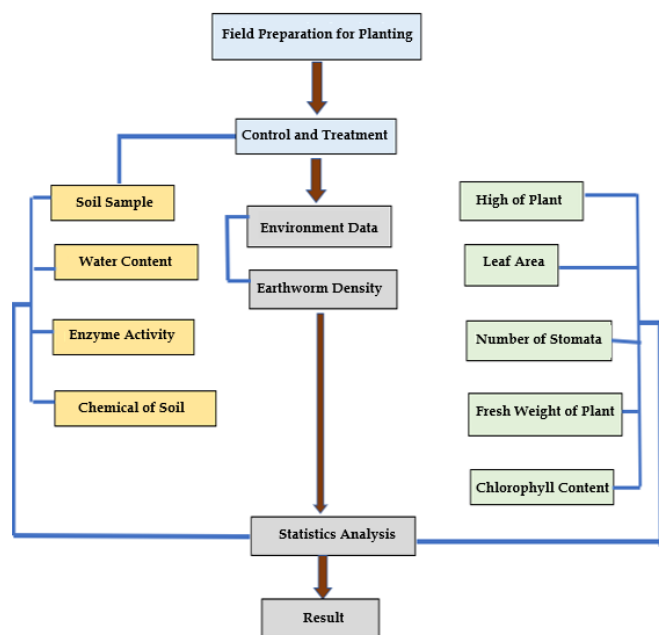 Field Preparation for Planting
Control and Treatment
Soil Sample
Water Content
Enzyme Activity
Chemical of Soil
Environment Data
Earthworm Density
High of Plant
Leaf Area
Number of Stomata
Fresh Weight of Plant
Chlorophyll Content
Statistics Analysis
Result